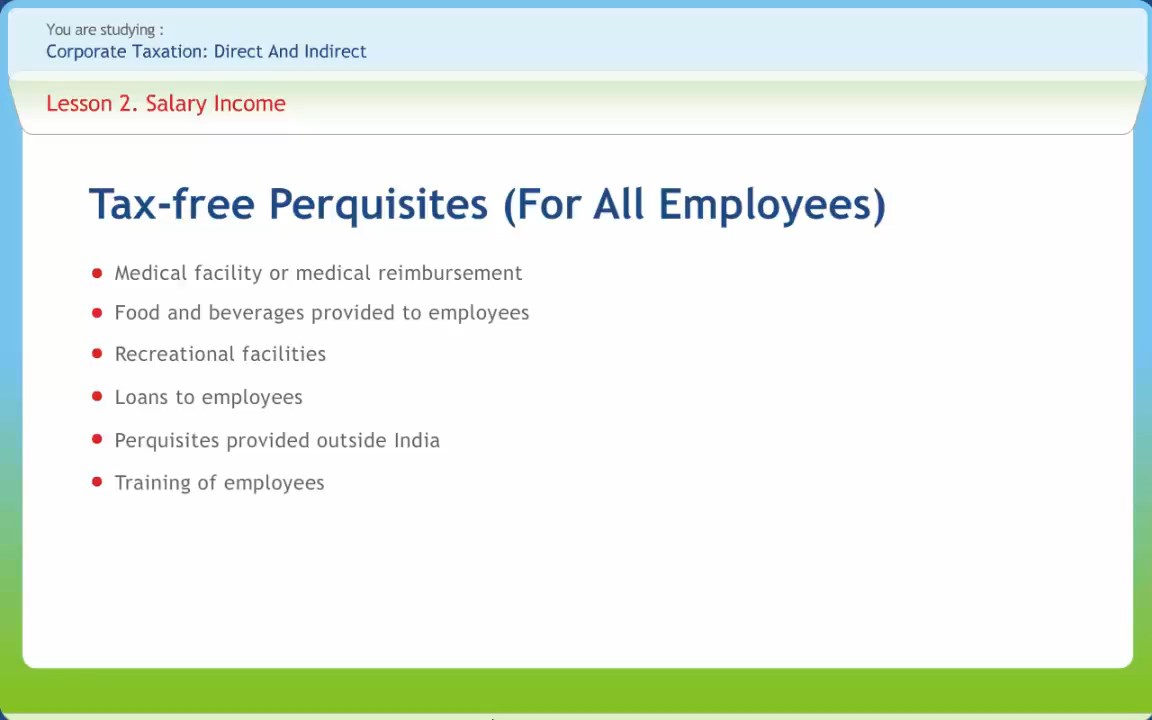 You are studying :
Corporate Taxation: Direct And Indirect
Lesson 2. Salary Income
Tax-free Perquisites (For All Employees)
Medical facility or medical reimbursement
Food and beverages provided to employees
Recreational facilities
Loans to employees
Perquisites provided outside India
Training of employees